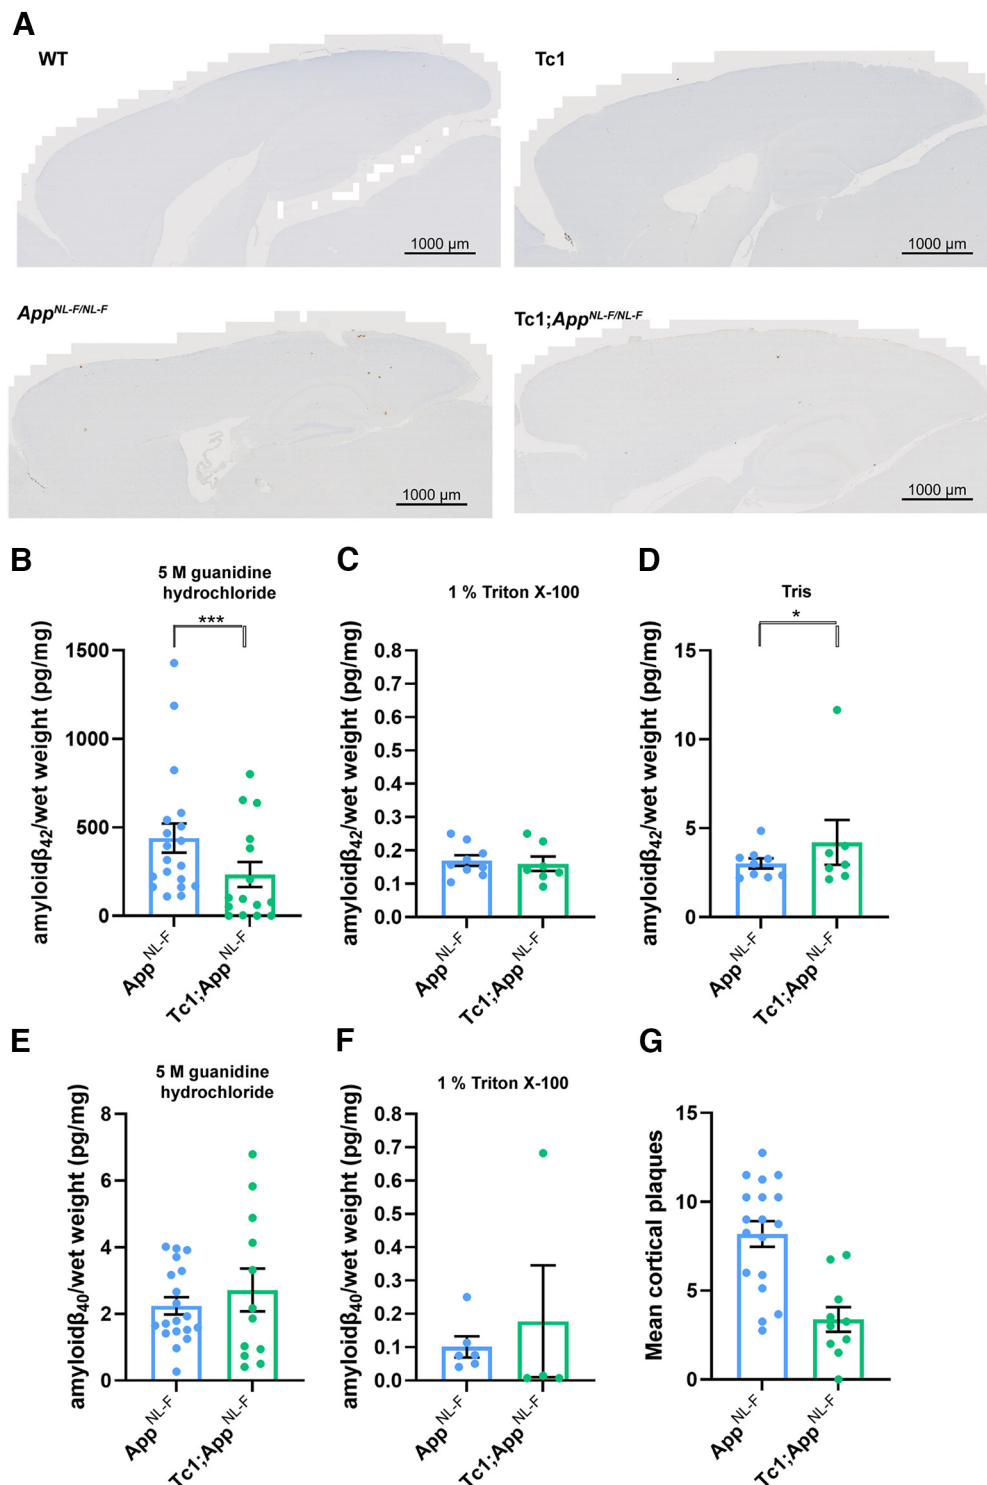 A
WT
Tc1
1000 µm
1000 µm
App^NL-F/NL-F
Tc1;App^NL-F/NL-F
1000 µm
1000 µm
B
5 M guanidine
hydrochloride
***
amyloidβ42/wet weight (pg/mg)
1500
1000
500
0
App^NL-F
Tc1;App^NL-F
C
1 % Triton X-100
amyloidβ42/wet weight (pg/mg)
0.8
0.7
0.6
0.5
0.4
0.3
0.2
0.1
0.0
App^NL-F
Tc1;App^NL-F
D
Tris
*
amyloidβ42/wet weight (pg/mg)
15
10
5
0
App^NL-F
Tc1;App^NL-F
E
5 M guanidine
hydrochloride
amyloidβ40/wet weight (pg/mg)
8
6
4
2
0
App^NL-F
Tc1;App^NL-F
F
1 % Triton X-100
amyloidβ40/wet weight (pg/mg)
0.8
0.7
0.6
0.5
0.4
0.3
0.2
0.1
0.0
App^NL-F
Tc1;App^NL-F
G
Mean cortical plaques
15
10
5
0
App^NL-F
Tc1;App^NL-F